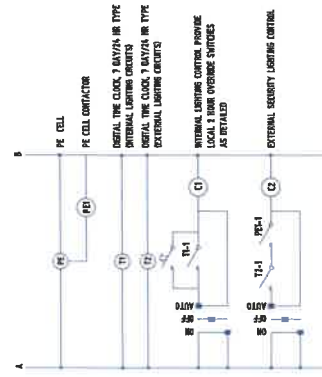 A
B
PE
PE CELL
PE1
PE CELL CONTACTOR
T1
DIGITAL TIME CLOCK, 7 DAY/24 HR TYPE
(INTERNAL LIGHTING CIRCUITS)
T2
DIGITAL TIME CLOCK, 7 DAY/24 HR TYPE
(EXTERNAL LIGHTING CIRCUITS)
ON
OFF
AUTO
T1-1
C1
INTERNAL LIGHTING CONTROL PROVIDE
LOCAL 2 HOUR OVERRIDE SWITCHES
AS DETAILED
ON
OFF
AUTO
T2-1
PE1-1
C2
EXTERNAL SECURITY LIGHTING CONTROL